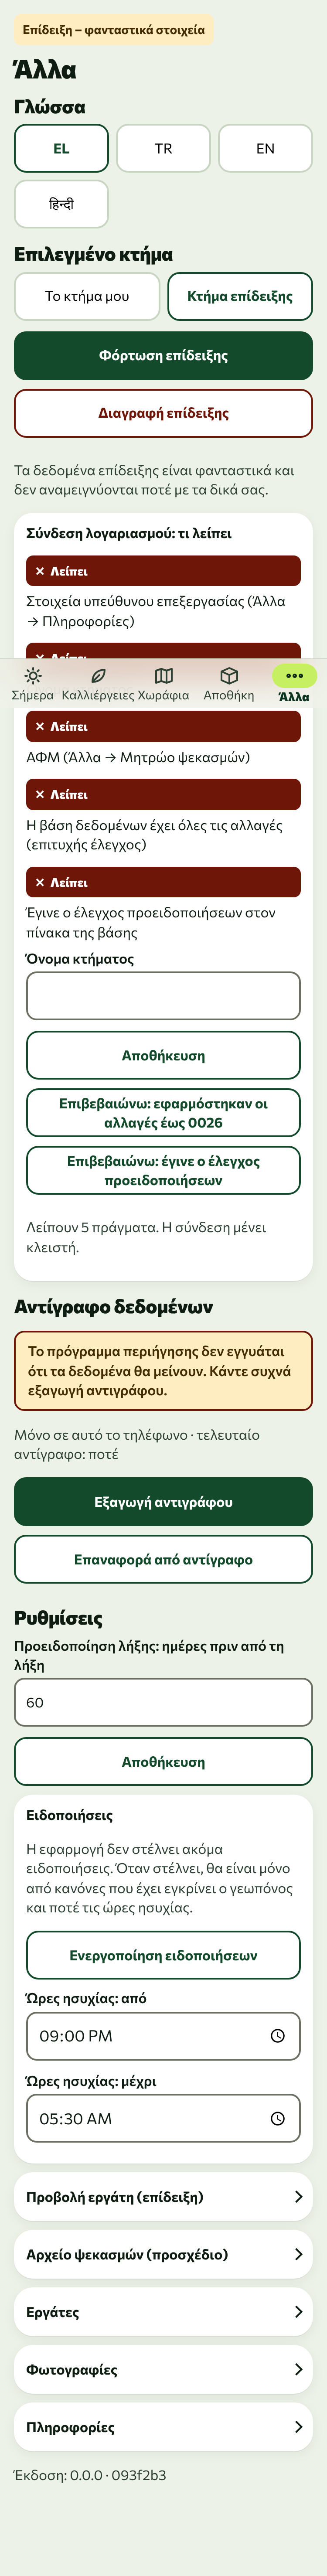 Επίδειξη – φανταστικά στοιχεία
Άλλα
Γλώσσα
EL
TR
EN
हिन्दी
Επιλεγμένο κτήμα
Το κτήμα μου
Κτήμα επίδειξης
Φόρτωση επίδειξης
Διαγραφή επίδειξης
Τα δεδομένα επίδειξης είναι φανταστικά και
δεν αναμειγνύονται ποτέ με τα δικά σας.
Σύνδεση λογαριασμού: τι λείπει
✕ Λείπει
Στοιχεία υπεύθυνου επεξεργασίας (Άλλα
→ Πληροφορίες)
Σήμερα
Καλλιέργειες
Χωράφια
Αποθήκη
Άλλα
✕ Λείπει
ΑΦΜ (Άλλα → Μητρώο ψεκασμών)
✕ Λείπει
Η βάση δεδομένων έχει όλες τις αλλαγές
(επιτυχής έλεγχος)
✕ Λείπει
Έγινε ο έλεγχος προειδοποιήσεων στον
πίνακα της βάσης
Όνομα κτήματος
Αποθήκευση
Επιβεβαιώνω: εφαρμόστηκαν οι
αλλαγές έως 0026
Επιβεβαιώνω: έγινε ο έλεγχος
προειδοποιήσεων
Λείπουν 5 πράγματα. Η σύνδεση μένει
κλειστή.
Αντίγραφο δεδομένων
Το πρόγραμμα περιήγησης δεν εγγυάται
ότι τα δεδομένα θα μείνουν. Κάντε συχνά
εξαγωγή αντιγράφου.
Μόνο σε αυτό το τηλέφωνο · τελευταίο
αντίγραφο: ποτέ
Εξαγωγή αντιγράφου
Επαναφορά από αντίγραφο
Ρυθμίσεις
Προειδοποίηση λήξης: ημέρες πριν από τη
λήξη
60
Αποθήκευση
Ειδοποιήσεις
Η εφαρμογή δεν στέλνει ακόμα
ειδοποιήσεις. Όταν στέλνει, θα είναι μόνο
από κανόνες που έχει εγκρίνει ο γεωπόνος
και ποτέ τις ώρες ησυχίας.
Ενεργοποίηση ειδοποιήσεων
Ώρες ησυχίας: από
09:00 PM
Ώρες ησυχίας: μέχρι
05:30 AM
Προβολή εργάτη (επίδειξη)
Αρχείο ψεκασμών (προσχέδιο)
Εργάτες
Φωτογραφίες
Πληροφορίες
Έκδοση: 0.0.0 · 093f2b3